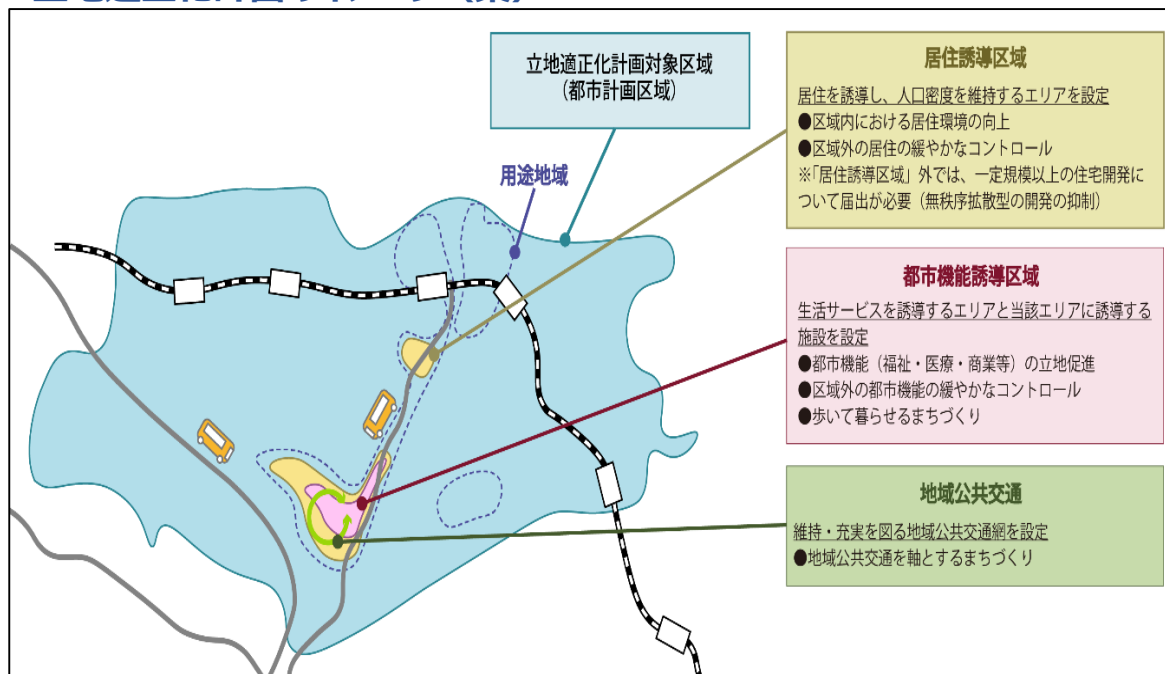 立地適正化計画対象区域
(都市計画区域)
用途地域
居住誘導区域
居住を誘導し、人口密度を維持するエリアを設定
●区域内における居住環境の向上
●区域外の居住の緩やかなコントロール
※「居住誘導区域」外では、一定規模以上の住宅開発に
ついて届出が必要(無秩序拡散型の開発の抑制)
都市機能誘導区域
生活サービスを誘導するエリアと当該エリアに誘導する
施設を設定
●都市機能(福祉・医療・商業等)の立地促進
●区域外の都市機能の緩やかなコントロール
●歩いて暮らせるまちづくり
地域公共交通
維持・充実を図る地域公共交通網を設定
●地域公共交通を軸とするまちづくり